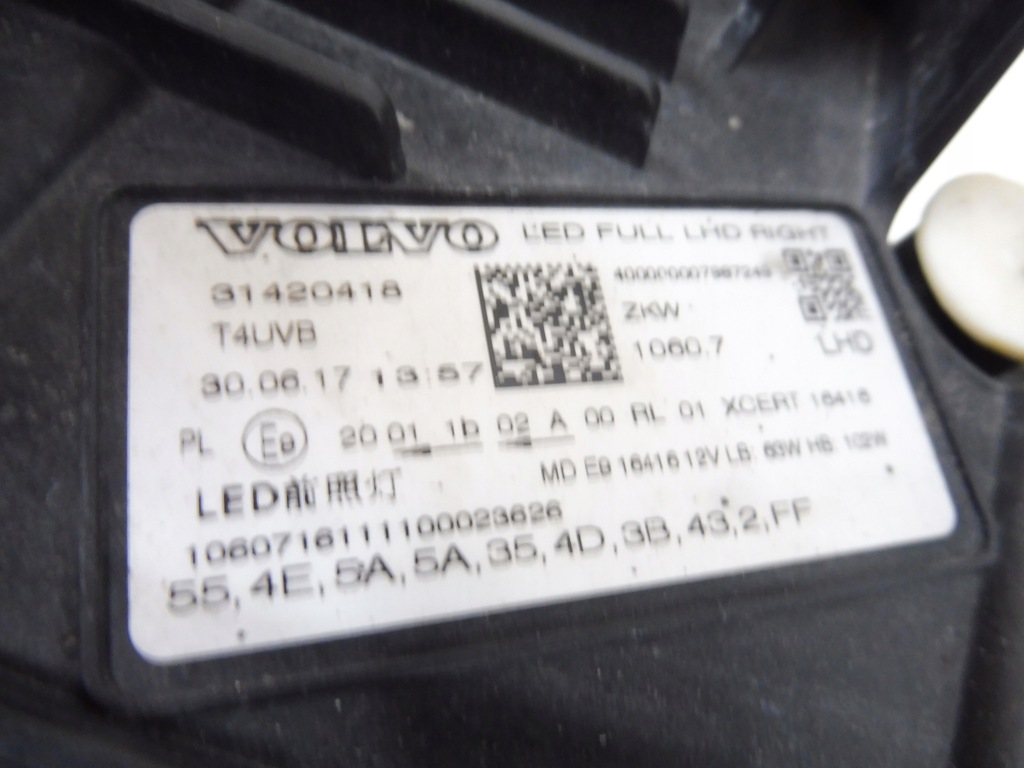 VOLVO LED FULL LHD RIGHT
31420418
T4UVB
30.06.17 13:57
ZKW
1060.7
LHD
PL E9 20 01 1b 02 A 00 RL 01 XCERT 16416
MD E9 16416 12V LB: 63W HB: 102W
LED前照灯
1060716111100023626
55,4E,5A,5A,35,4D,3B,43,2,FF